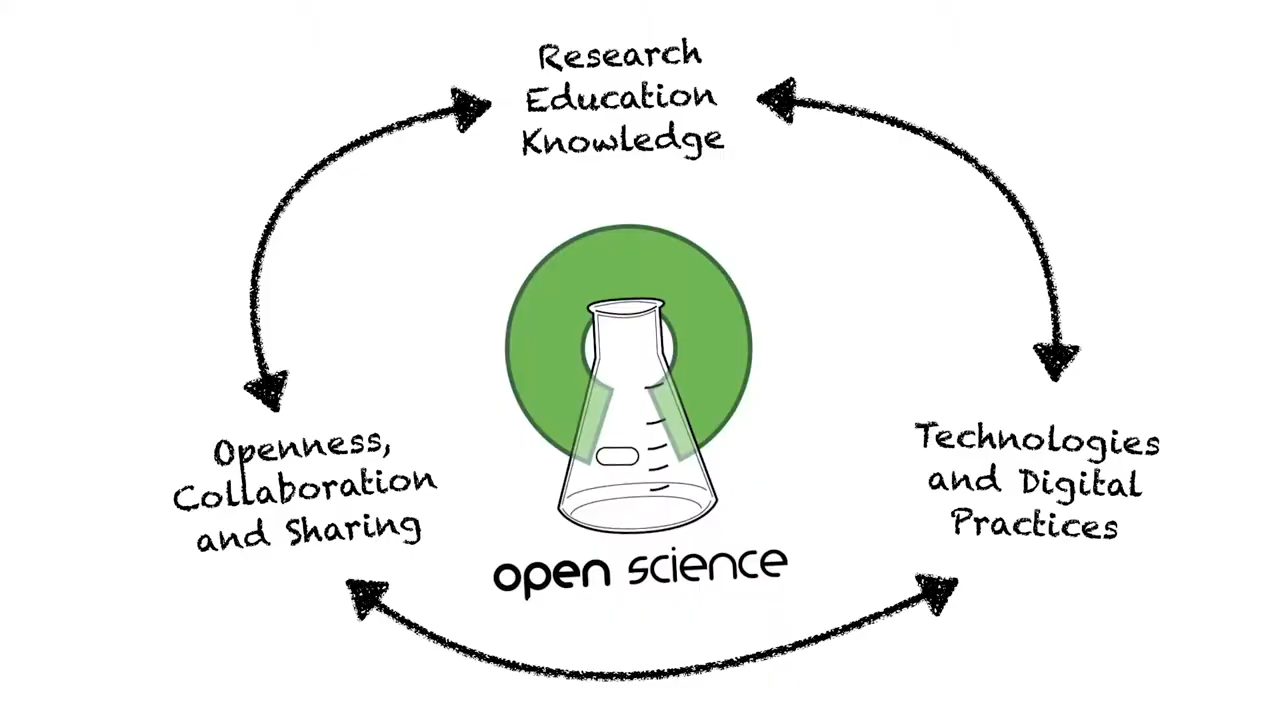 Research
Education
Knowledge
Openness,
Collaboration
and Sharing
Technologies
and Digital
Practices
open science